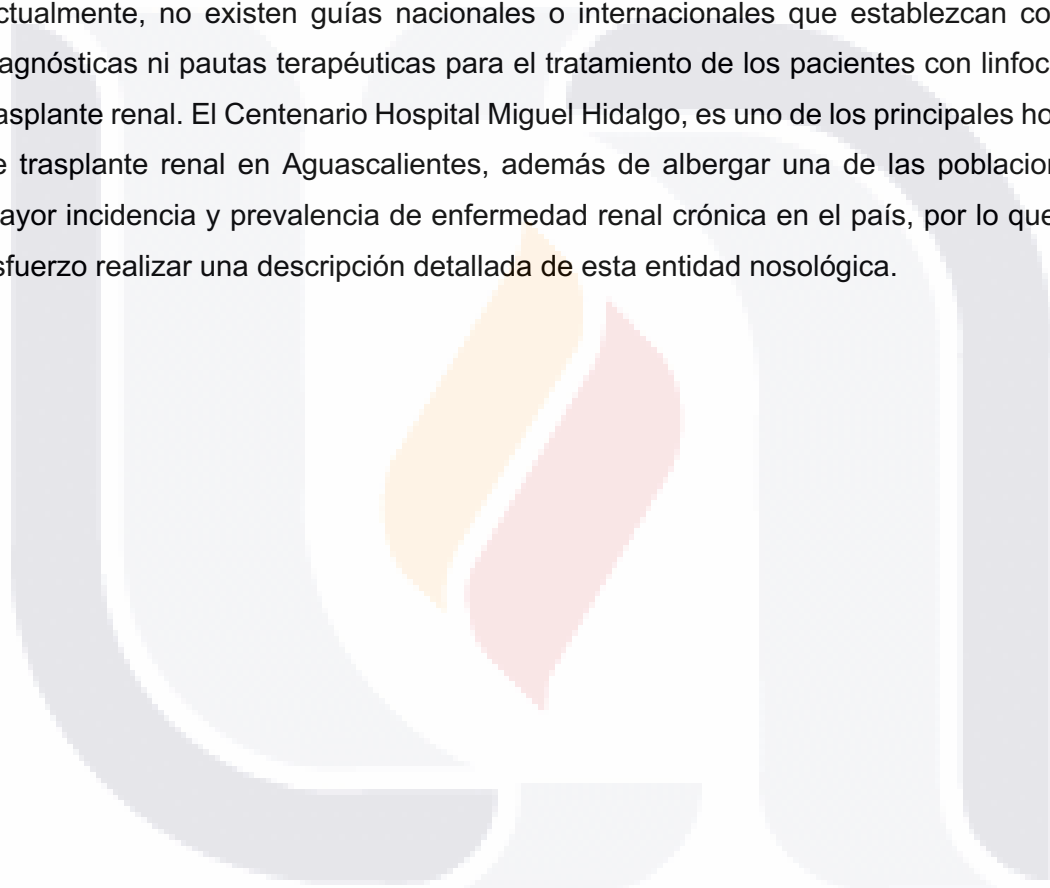 ctualmente, no existen guías nacionales o internacionales que establezcan co
agnósticas ni pautas terapéuticas para el tratamiento de los pacientes con linfoc
asplante renal. El Centenario Hospital Miguel Hidalgo, es uno de los principales ho
e trasplante renal en Aguascalientes, además de albergar una de las poblacion
ayor incidencia y prevalencia de enfermedad renal crónica en el país, por lo que
sfuerzo realizar una descripción detallada de esta entidad nosológica.